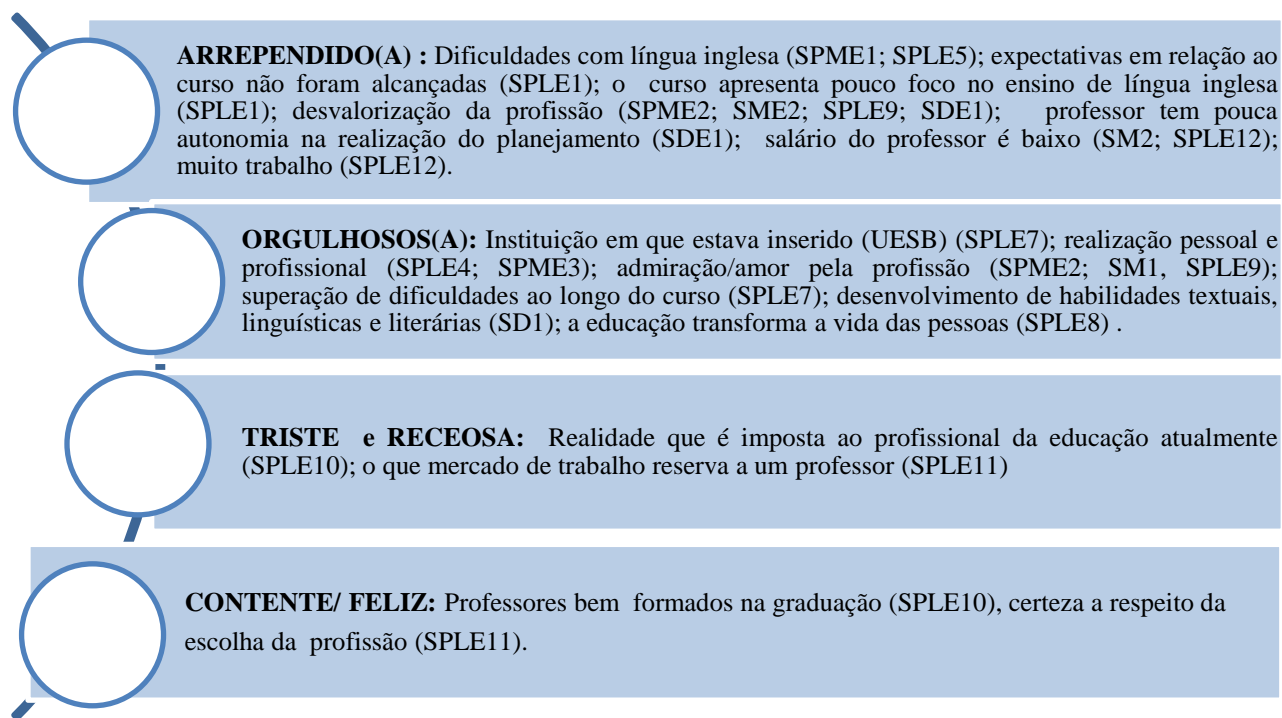 ARREPENDIDO(A) : Dificuldades com língua inglesa (SPME1; SPLE5); expectativas em relação ao
curso não foram alcançadas (SPLE1); o curso apresenta pouco foco no ensino de língua inglesa
(SPLE1); desvalorização da profissão (SPME2; SME2; SPLE9; SDE1); professor tem pouca
autonomia na realização do planejamento (SDE1); salário do professor é baixo (SM2; SPLE12);
muito trabalho (SPLE12).
ORGULHOSOS(A): Instituição em que estava inserido (UESB) (SPLE7); realização pessoal e
profissional (SPLE4; SPME3); admiração/amor pela profissão (SPME2; SM1, SPLE9);
superação de dificuldades ao longo do curso (SPLE7); desenvolvimento de habilidades textuais,
linguísticas e literárias (SD1); a educação transforma a vida das pessoas (SPLE8) .
TRISTE e RECEOSA: Realidade que é imposta ao profissional da educação atualmente
(SPLE10); o que mercado de trabalho reserva a um professor (SPLE11)
CONTENTE/ FELIZ: Professores bem formados na graduação (SPLE10), certeza a respeito da
escolha da profissão (SPLE11).